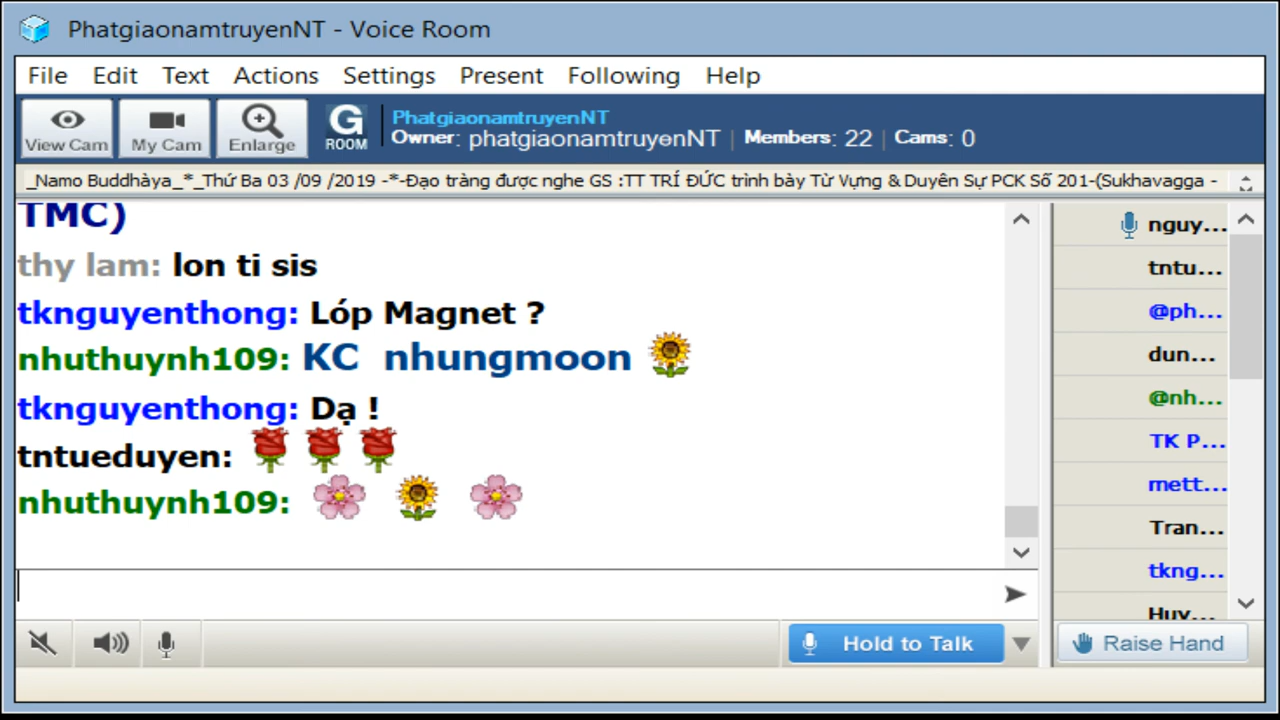 PhatgiaonamtruyenNT - Voice Room
File Edit Text Actions Settings Present Following Help
View Cam My Cam Enlarge G ROOM
PhatgiaonamtruyenNT
Owner: phatgiaonamtruyenNT | Members: 22 | Cams: 0
_Namo Buddhàya_*_Thứ Ba 03 /09 /2019 -*-Đạo tràng được nghe GS :TT TRÍ ĐỨC trình bày Từ Vựng & Duyên Sự PCK Số 201-(Sukhavagga -
TMC)
thy lam: lon ti sis
tknguyenthong: Lóp Magnet ?
nhuthuynh109: KC nhungmoon
tknguyenthong: Dạ !
tntueduyen:
nhuthuynh109:
nguy...
tntu...
@ph...
dun...
@nh...
TK P...
mett...
Tran...
tkng...
Huy...
Hold to Talk
Raise Hand